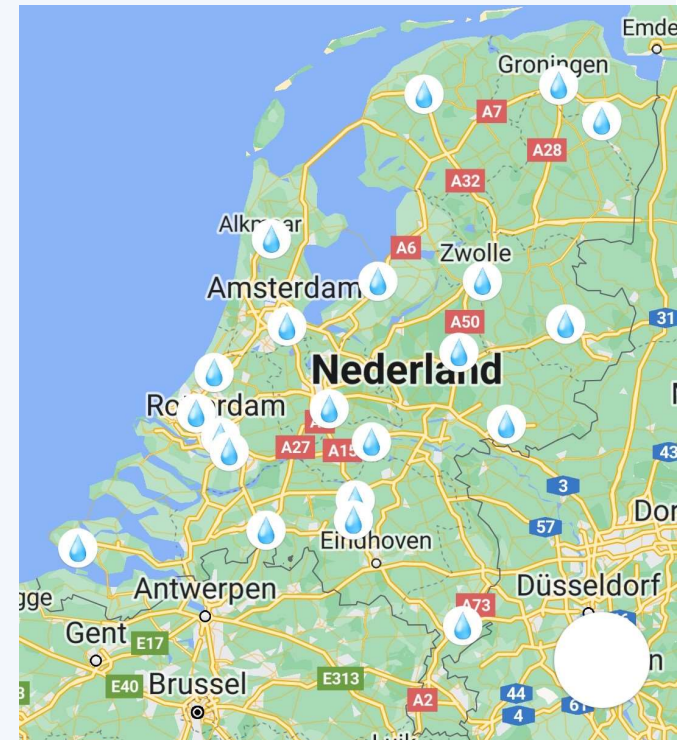 Emde
Groningen
A7
A28
A32
Alkmaar
A6
Zwolle
Amsterdam
A50
31
Nederland
Rotterdam
A27
A15
43
3
Dor
57
Eindhoven
gge
Antwerpen
A73
Düsseldorf
Gent
E17
n
E40
Brussel
E313
44
A2
4
61